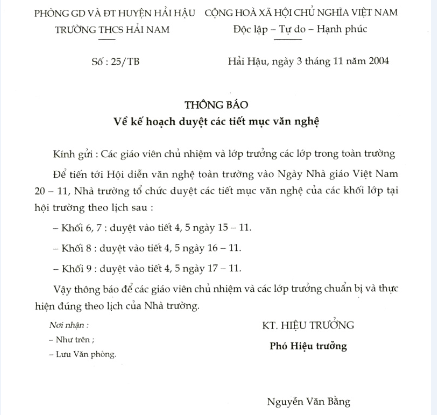 PHÒNG GD VÀ ĐT HUYỆN HẢI HẬU
TRƯỜNG THCS HẢI NAM
CỘNG HOÀ XÃ HỘI CHỦ NGHĨA VIỆT NAM
Độc lập – Tự do – Hạnh phúc
Số : 25/TB
Hải Hậu, ngày 3 tháng 11 năm 2004
THÔNG BÁO
Về kế hoạch duyệt các tiết mục văn nghệ
Kính gửi : Các giáo viên chủ nhiệm và lớp trưởng các lớp trong toàn trường
Để tiến tới Hội diễn văn nghệ toàn trường vào Ngày Nhà giáo Việt Nam
20 – 11, Nhà trường tổ chức duyệt các tiết mục văn nghệ của các khối lớp tại
hội trường theo lịch sau :
– Khối 6, 7 : duyệt vào tiết 4, 5 ngày 15 – 11.
– Khối 8 : duyệt vào tiết 4, 5 ngày 16 – 11.
– Khối 9 : duyệt vào tiết 4, 5 ngày 17 – 11.
Vậy thông báo để các giáo viên chủ nhiệm và các lớp trưởng chuẩn bị và thực
hiện đúng theo lịch của Nhà trường.
Nơi nhận :
– Như trên ;
– Lưu Văn phòng.
KT. HIỆU TRƯỞNG
Phó Hiệu trưởng
Nguyễn Văn Bằng